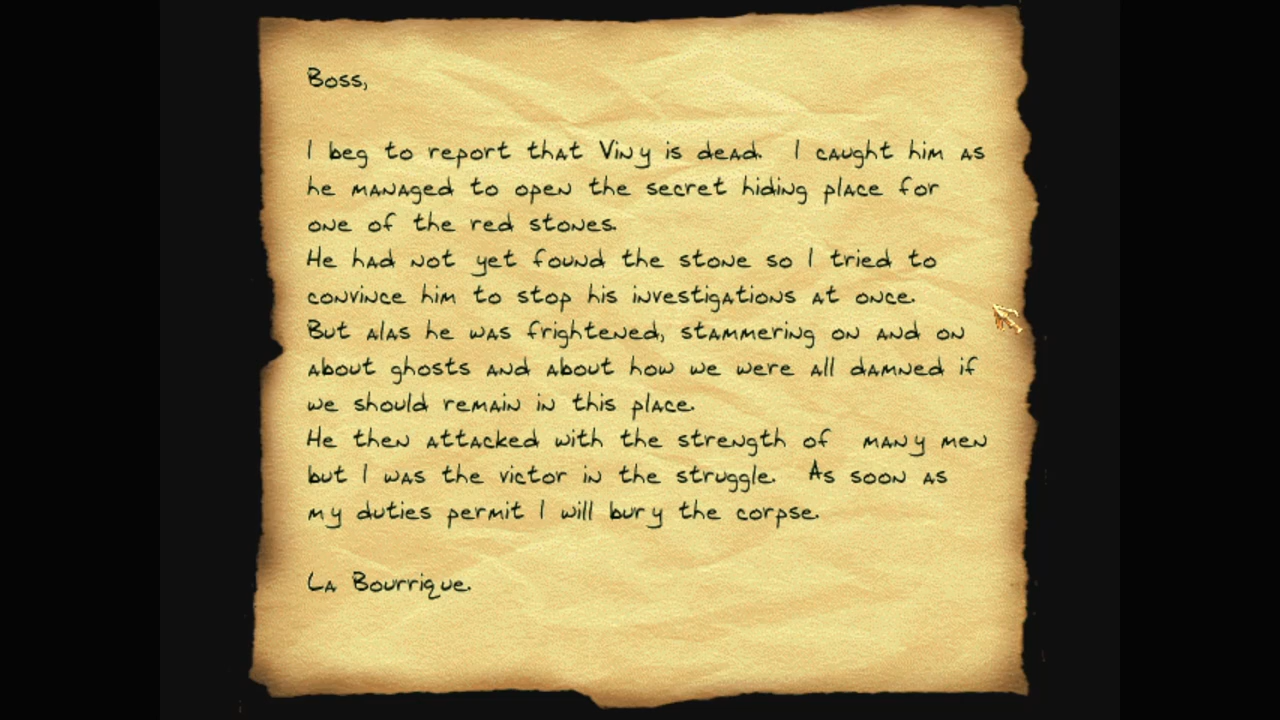 Boss,
I beg to report that Viny is dead. I caught him as
he managed to open the secret hiding place for
one of the red stones.
He had not yet found the stone so I tried to
convince him to stop his investigations at once.
But alas he was frightened, stammering on and on
about ghosts and about how we were all damned if
we should remain in this place.
He then attacked with the strength of many men
but I was the victor in the struggle. As soon as
my duties permit I will bury the corpse.
La Bourrique.